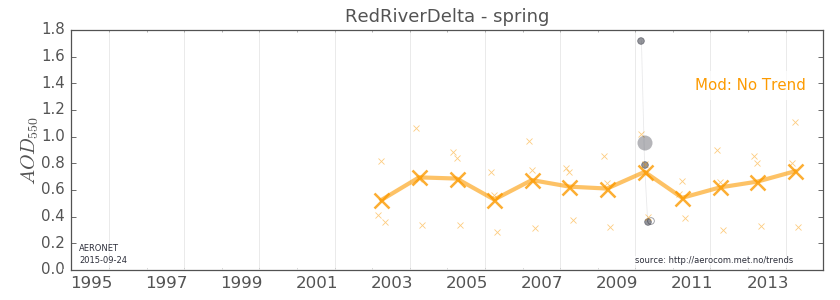 RedRiverDelta - spring
1.8
1.6
1.4
1.2
1.0
0.8
0.6
0.4
0.2
0.0
AOD550
Mod: No Trend
AERONET
2015-09-24
source: http://aerocom.met.no/trends
1995 1997 1999 2001 2003 2005 2007 2009 2011 2013